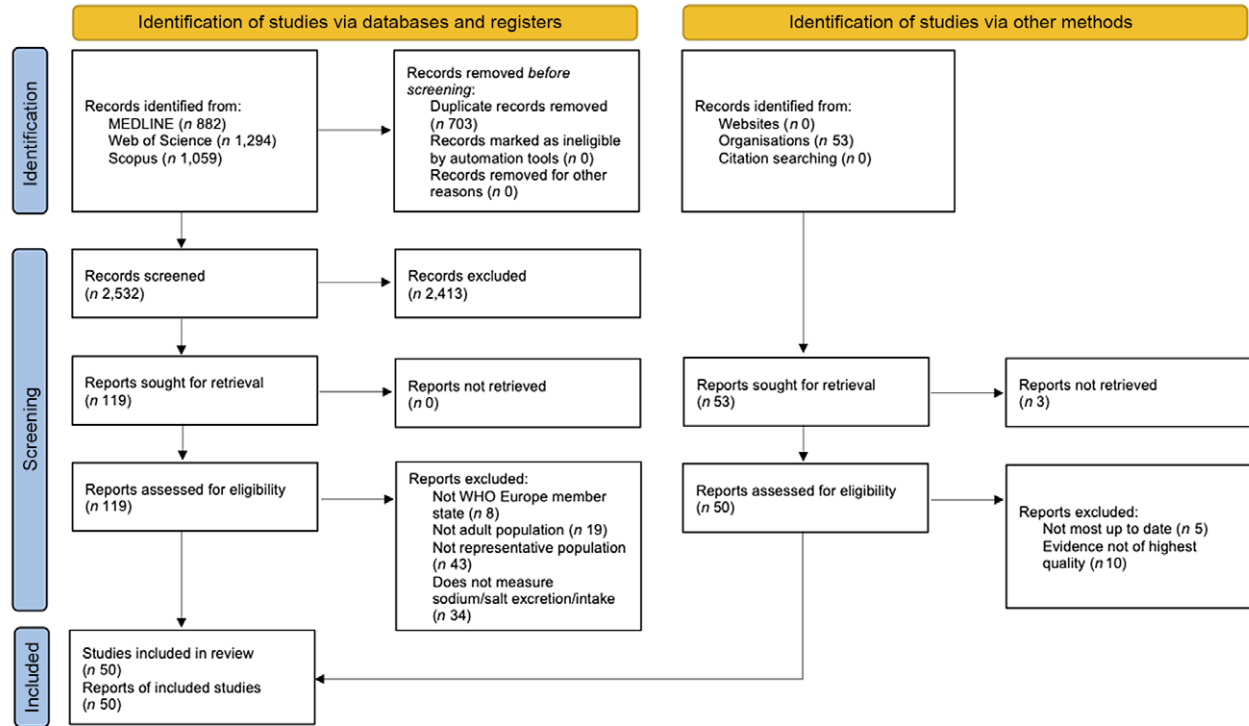 Identification of studies via databases and registers
Identification of studies via other methods
Identification
Records identified from:
MEDLINE (n 882)
Web of Science (n 1,294)
Scopus (n 1,059)
Records removed before
screening:
Duplicate records removed
(n 703)
Records marked as ineligible
by automation tools (n 0)
Records removed for other
reasons (n 0)
Records identified from:
Websites (n 0)
Organisations (n 53)
Citation searching (n 0)
Screening
Records screened
(n 2,532)
Records excluded
(n 2,413)
Reports sought for retrieval
(n 119)
Reports not retrieved
(n 0)
Reports sought for retrieval
(n 53)
Reports not retrieved
(n 3)
Reports assessed for eligibility
(n 119)
Reports excluded:
Not WHO Europe member
state (n 8)
Not adult population (n 19)
Not representative population
(n 43)
Does not measure
sodium/salt excretion/intake
(n 34)
Reports assessed for eligibility
(n 50)
Reports excluded:
Not most up to date (n 5)
Evidence not of highest
quality (n 10)
Included
Studies included in review
(n 50)
Reports of included studies
(n 50)